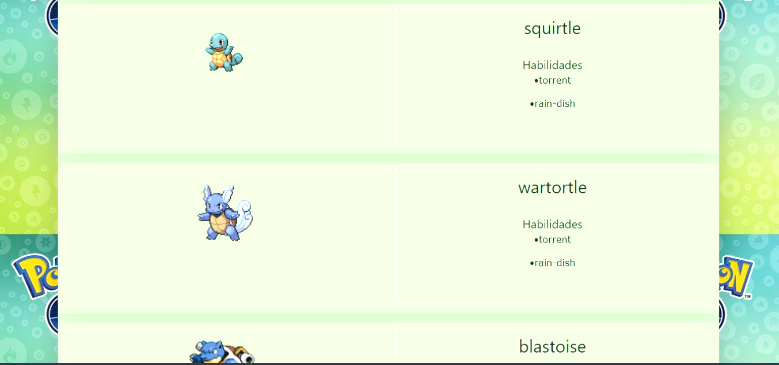 squirtle
Habilidades
•torrent
•rain-dish
wartortle
Habilidades
•torrent
•rain-dish
blastoise